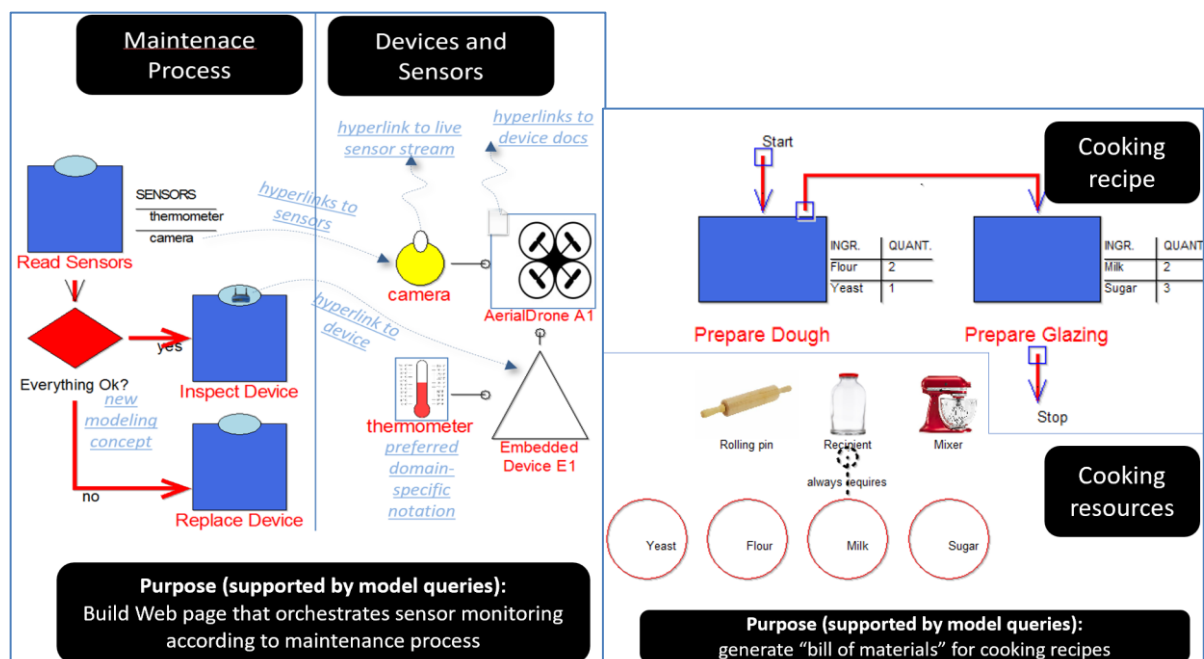 Maintenace
Process
Devices and
Sensors
hyperlink to live
sensor stream
hyperlinks to
device docs
SENSORS
thermometer
camera
hyperlinks to
sensors
Read Sensors
camera
AerialDrone A1
yes
Everything Ok?
Inspect Device
hyperlink to
device
new
modeling
concept
thermometer
preferred
domain-
specific
notation
Embedded
Device E1
no
Replace Device
Purpose (supported by model queries):
Build Web page that orchestrates sensor monitoring
according to maintenance process
Start
Cooking
recipe
INGR. QUANT.
Flour 2
Yeast 1
INGR. QUANT
Milk 2
Sugar 3
Prepare Dough
Prepare Glazing
Stop
Rolling pin
Recipient
Mixer
always requires
Cooking
resources
Yeast
Flour
Milk
Sugar
Purpose (supported by model queries):
generate “bill of materials” for cooking recipes